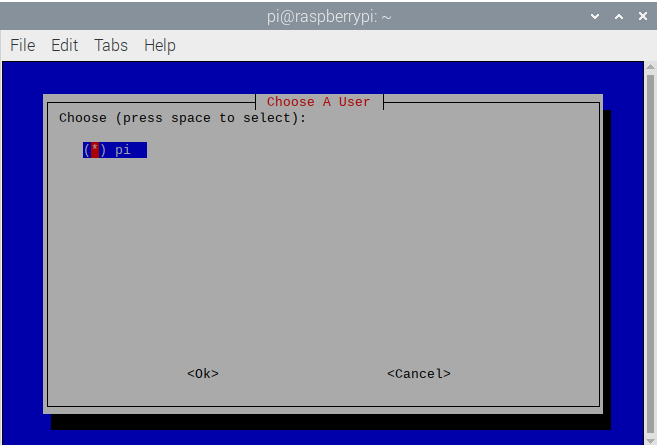 pi@raspberrypi: ~
File Edit Tabs Help
Choose A User
Choose (press space to select):
(*) pi
<Ok> <Cancel>